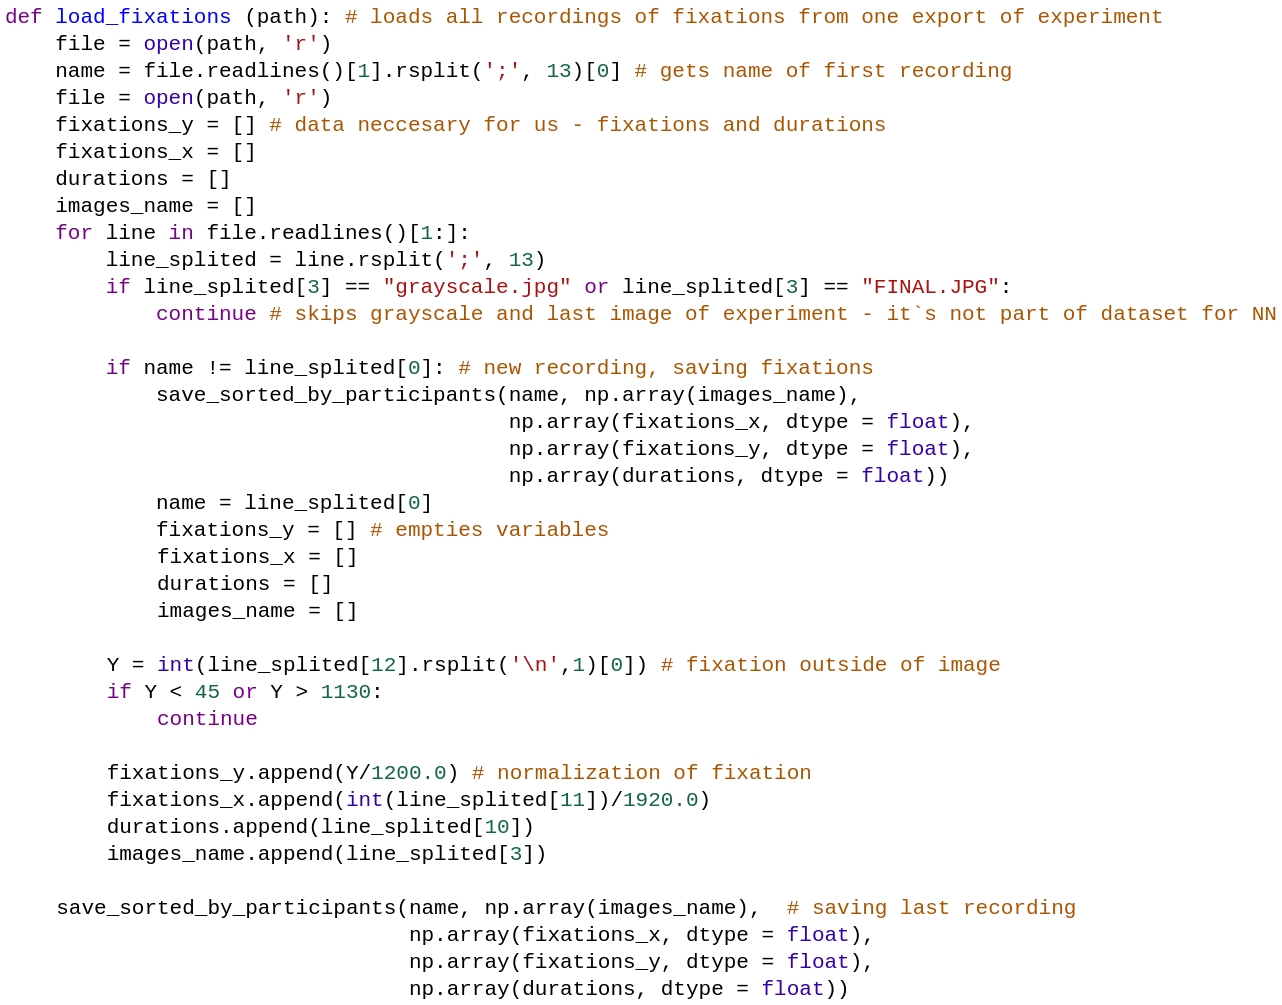 def load_fixations (path): # loads all recordings of fixations from one export of experiment
    file = open(path, 'r')
    name = file.readlines()[1].rsplit(';', 13)[0] # gets name of first recording
    file = open(path, 'r')
    fixations_y = [] # data neccesary for us - fixations and durations
    fixations_x = []
    durations = []
    images_name = []
    for line in file.readlines()[1:]:
        line_splited = line.rsplit(';', 13)
        if line_splited[3] == "grayscale.jpg" or line_splited[3] == "FINAL.JPG":
            continue # skips grayscale and last image of experiment - it`s not part of dataset for NN

        if name != line_splited[0]: # new recording, saving fixations
            save_sorted_by_participants(name, np.array(images_name),
                                        np.array(fixations_x, dtype = float),
                                        np.array(fixations_y, dtype = float),
                                        np.array(durations, dtype = float))
            name = line_splited[0]
            fixations_y = [] # empties variables
            fixations_x = []
            durations = []
            images_name = []

        Y = int(line_splited[12].rsplit('\n',1)[0]) # fixation outside of image
        if Y < 45 or Y > 1130:
            continue

        fixations_y.append(Y/1200.0) # normalization of fixation
        fixations_x.append(int(line_splited[11])/1920.0)
        durations.append(line_splited[10])
        images_name.append(line_splited[3])

    save_sorted_by_participants(name, np.array(images_name),  # saving last recording
                                np.array(fixations_x, dtype = float),
                                np.array(fixations_y, dtype = float),
                                np.array(durations, dtype = float))